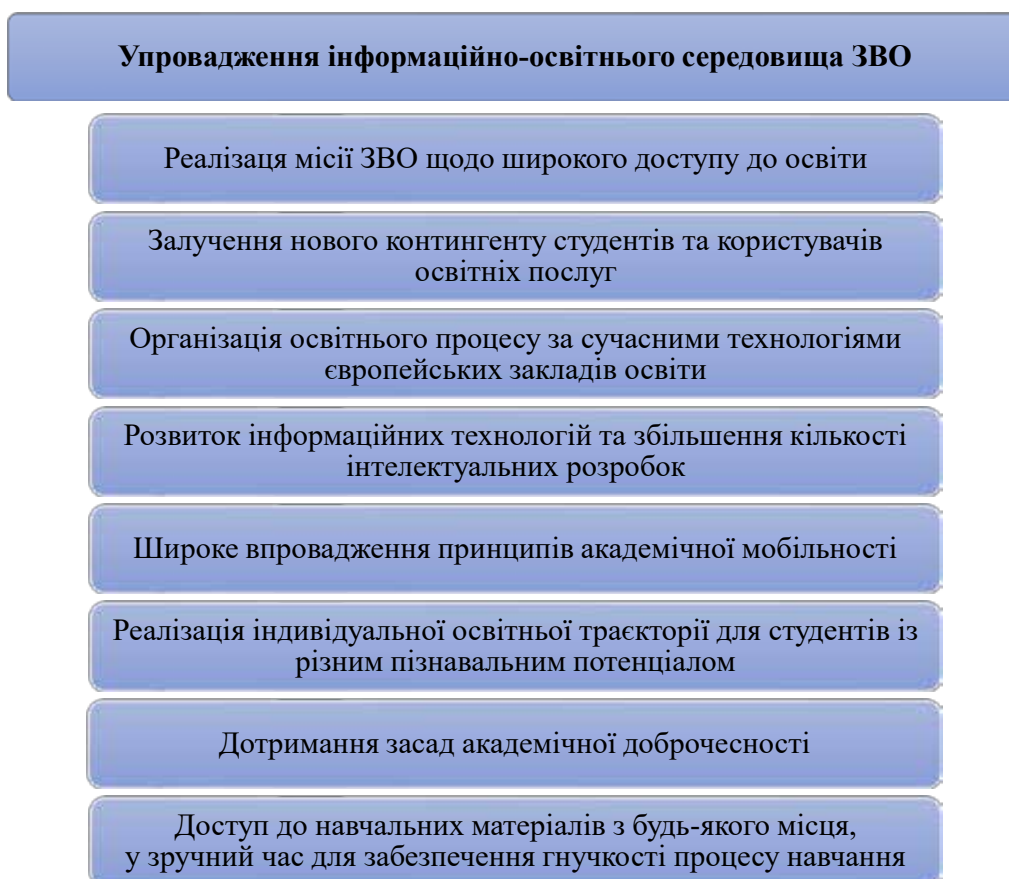 Упровадження інформаційно-освітнього середовища ЗВО
Реалізаця місії ЗВО щодо широкого доступу до освіти
Залучення нового контингенту студентів та користувачів
освітніх послуг
Організація освітнього процесу за сучасними технологіями
європейських закладів освіти
Розвиток інформаційних технологій та збільшення кількості
інтелектуальних розробок
Широке впровадження принципів академічної мобільності
Реалізація індивідуальної освітньої траєкторії для студентів із
різним пізнавальним потенціалом
Дотримання засад академічної доброчесності
Доступ до навчальних матеріалів з будь-якого місця,
у зручний час для забезпечення гнучкості процесу навчання